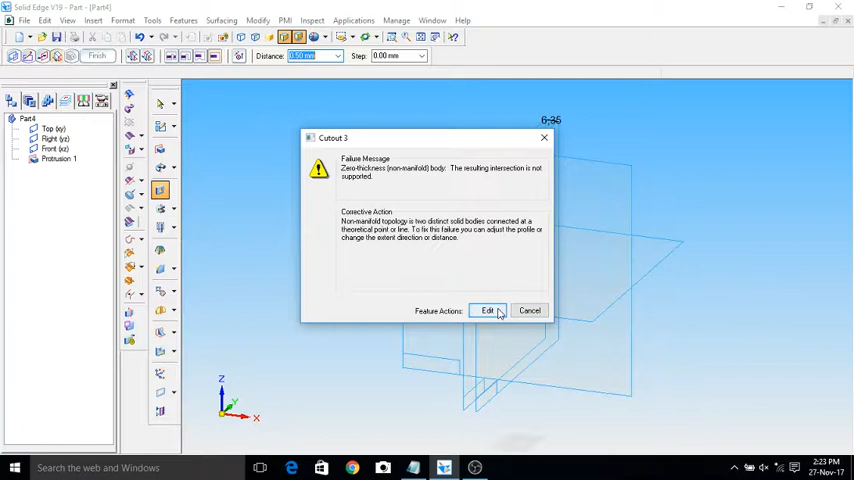 Solid Edge V19 - Part - [Part4]
File Edit View Insert Format Tools Features Surfacing Modify PMI Inspect Applications Manage Window Help
Finish Distance: 0.50 mm Step: 0.00 mm
6,35
Part4
Top (xy)
Right (yz)
Front (xz)
Protrusion 1
Cutout 3
Failure Message
Zero-thickness (non-manifold) body: The resulting intersection is not
supported.
Corrective Action
Non-manifold topology is two distinct solid bodies connected at a
theoretical point or line. To fix this failure you can adjust the profile or
change the extent direction or distance.
Feature Actions: Edit Cancel
Z
Y
X
Search the web and Windows
2:23 PM
27-Nov-17